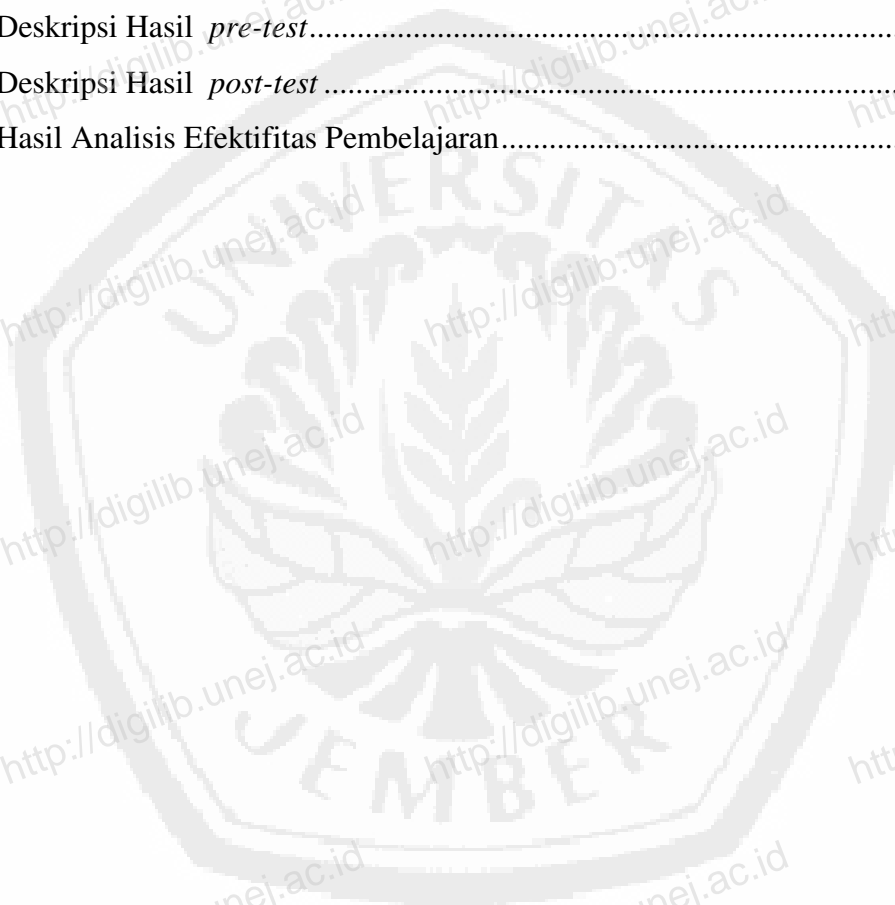 Deskripsi Hasil pre-test................................................................
Deskripsi Hasil post-test ................................................................
Hasil Analisis Efektifitas Pembelajaran..........................................
UNIVERSITAS
JEMBER
http://digilib.unej.ac.id
http://digilib.unej.ac.id
http://digilib.unej.ac.id
http://digilib.unej.ac.id
http://digilib.unej.ac.id
http://digilib.unej.ac.id
http://digilib.unej.ac.id
http://digilib.unej.ac.id